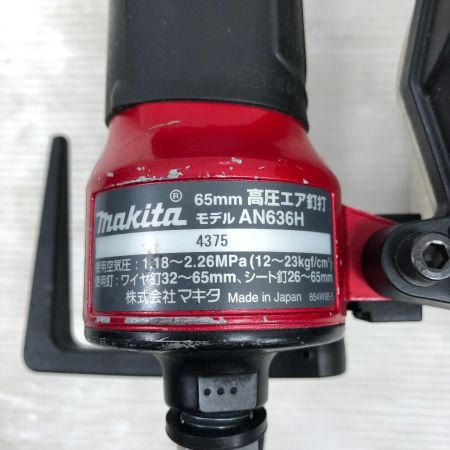 makita® 65mm 高圧エア釘打
モデル AN636H
4375
使用空気圧：1.18～2.26MPa(12～23kgf/cm²)
使用釘：ワイヤ釘32～65mm、シート釘26～65mm
株式会社マキタ Made in Japan